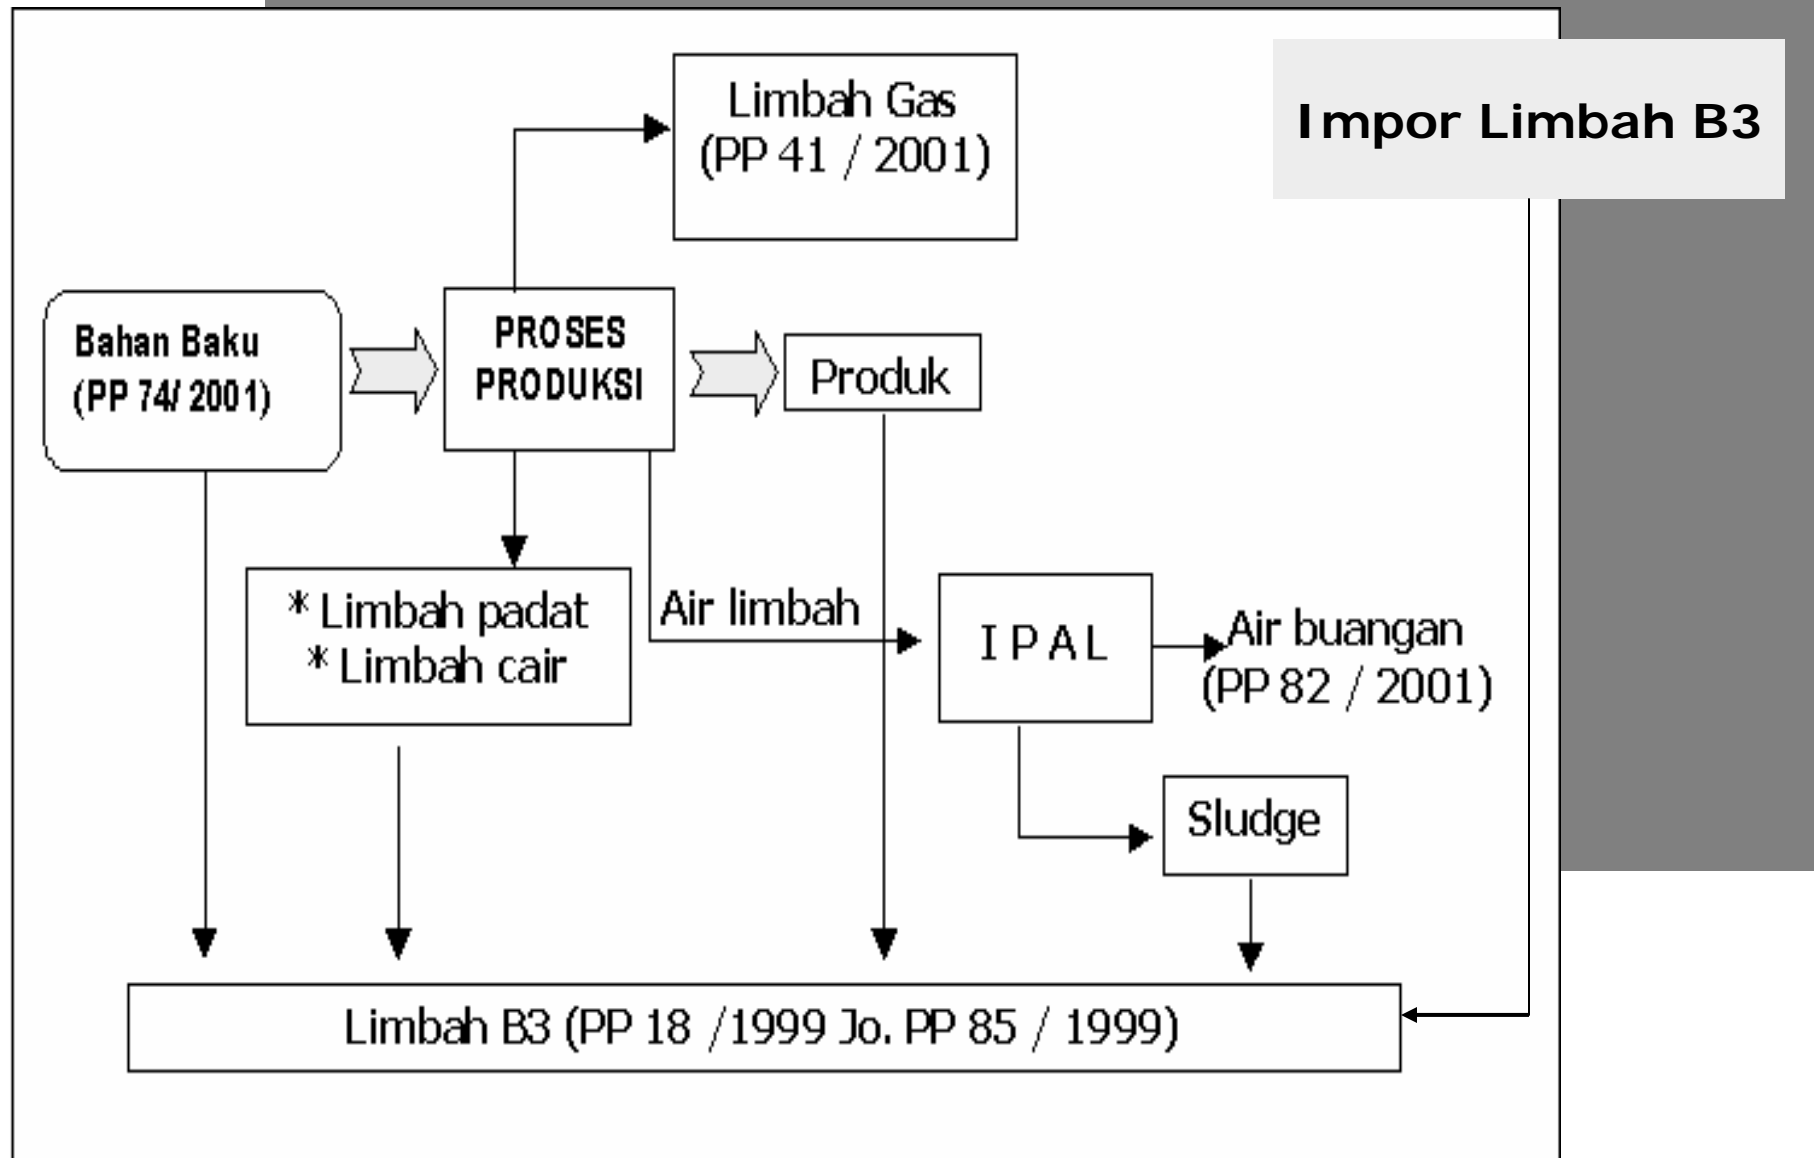 Impor Limbah B3
Limbah Gas
(PP 41 / 2001)
Bahan Baku
(PP 74/ 2001)
PROSES
PRODUKSI
Produk
* Limbah padat
* Limbah cair
Air limbah
IPAL
Air buangan
(PP 82 / 2001)
Sludge
Limbah B3 (PP 18 /1999 Jo. PP 85 / 1999)